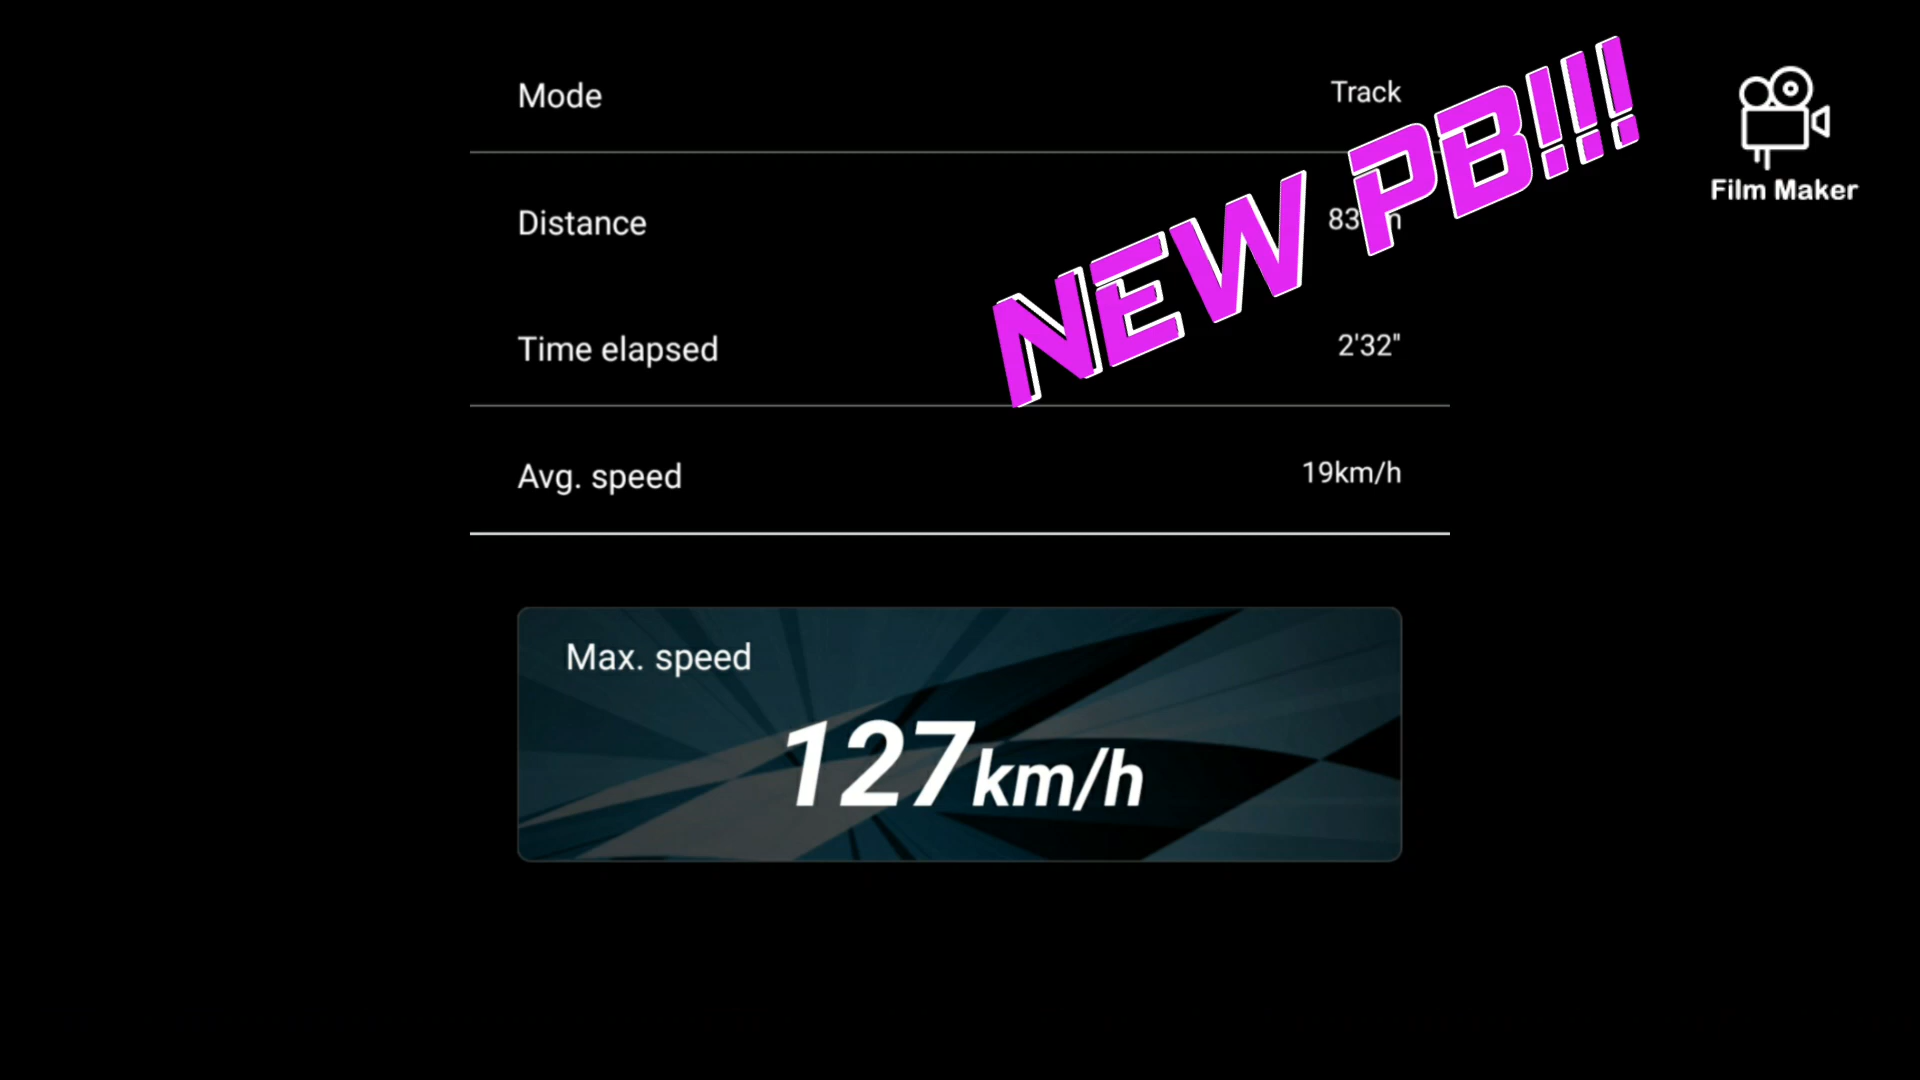 Mode
Track
NEW PB!!!
Film Maker
Distance
Time elapsed
2'32"
Avg. speed
19km/h
Max. speed
127km/h